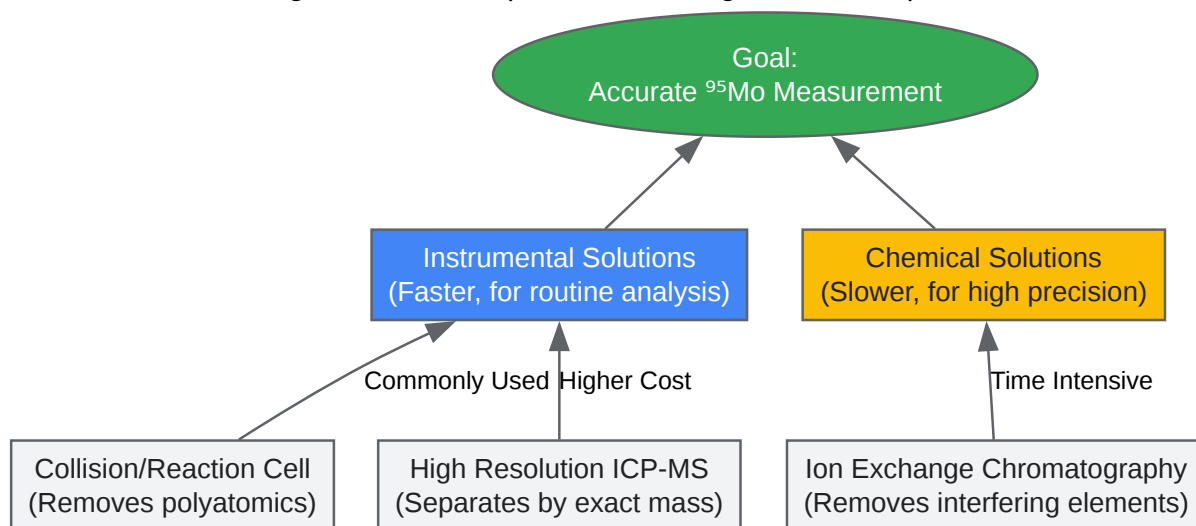 Goal:
Accurate ⁹⁵Mo Measurement
Instrumental Solutions
(Faster, for routine analysis)
Chemical Solutions
(Slower, for high precision)
Commonly Used
Higher Cost
Time Intensive
Collision/Reaction Cell
(Removes polyatomics)
High Resolution ICP-MS
(Separates by exact mass)
Ion Exchange Chromatography
(Removes interfering elements)